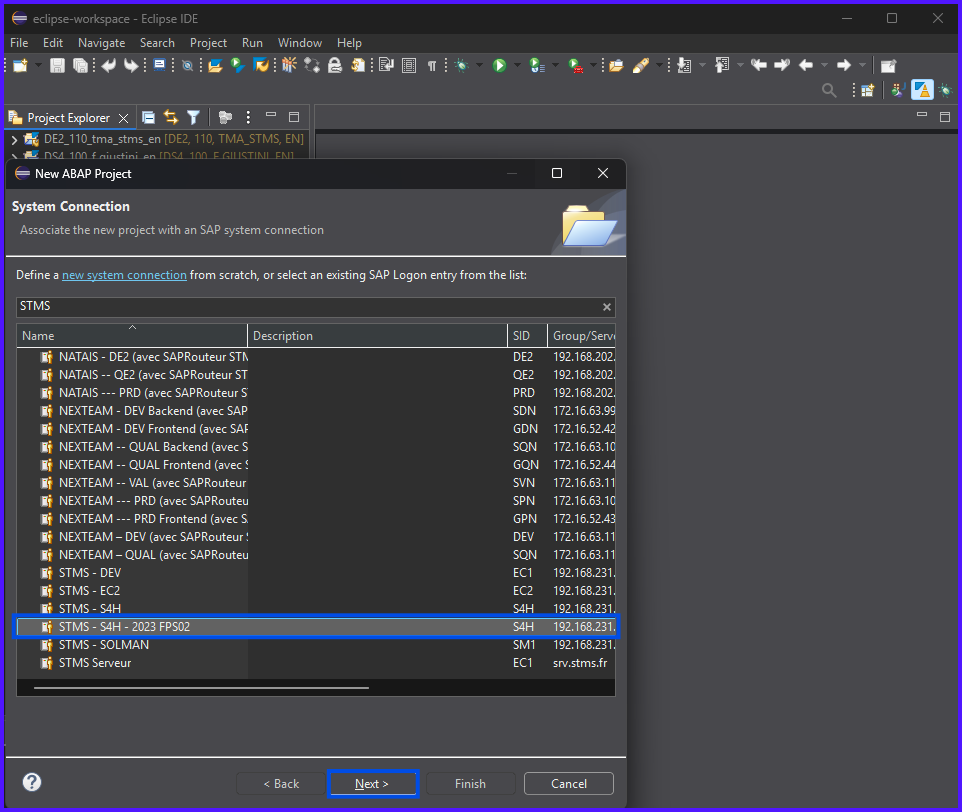 eclipse-workspace - Eclipse IDE
File Edit Navigate Search Project Run Window Help
Project Explorer
DE2_110_tma_stms_en [DE2, 110, TMA_STMS, EN]
DS4_100_f.giustini_en [DS4, 100, F.GIUSTINI, EN]
New ABAP Project
System Connection
Associate the new project with an SAP system connection
Define a new system connection from scratch, or select an existing SAP Logon entry from the list:
STMS
Name Description SID Group/Serve
NATAIS - DE2 (avec SAPRouteur STM DE2 192.168.202.
NATAIS -- QE2 (avec SAPRouteur ST QE2 192.168.202.
NATAIS --- PRD (avec SAPRouteur S PRD 192.168.202.
NEXTEAM - DEV Backend (avec SAP SDN 172.16.63.99
NEXTEAM - DEV Frontend (avec SAF GDN 172.16.52.42
NEXTEAM -- QUAL Backend (avec S SQN 172.16.63.10
NEXTEAM -- QUAL Frontend (avec S GQN 172.16.52.44
NEXTEAM -- VAL (avec SAPRouteur SVN 172.16.63.11
NEXTEAM --- PRD (avec SAPRouteu SPN 172.16.63.10
NEXTEAM --- PRD Frontend (avec S. GPN 172.16.52.43
NEXTEAM – DEV (avec SAPRouteur S DEV 172.16.63.11
NEXTEAM – QUAL (avec SAPRouteu SQN 172.16.63.11
STMS - DEV EC1 192.168.231.
STMS - EC2 EC2 192.168.231.
STMS - S4H S4H 192.168.231.
STMS - S4H - 2023 FPS02 S4H 192.168.231.
STMS - SOLMAN SM1 192.168.231.
STMS Serveur EC1 srv.stms.fr
< Back Next > Finish Cancel